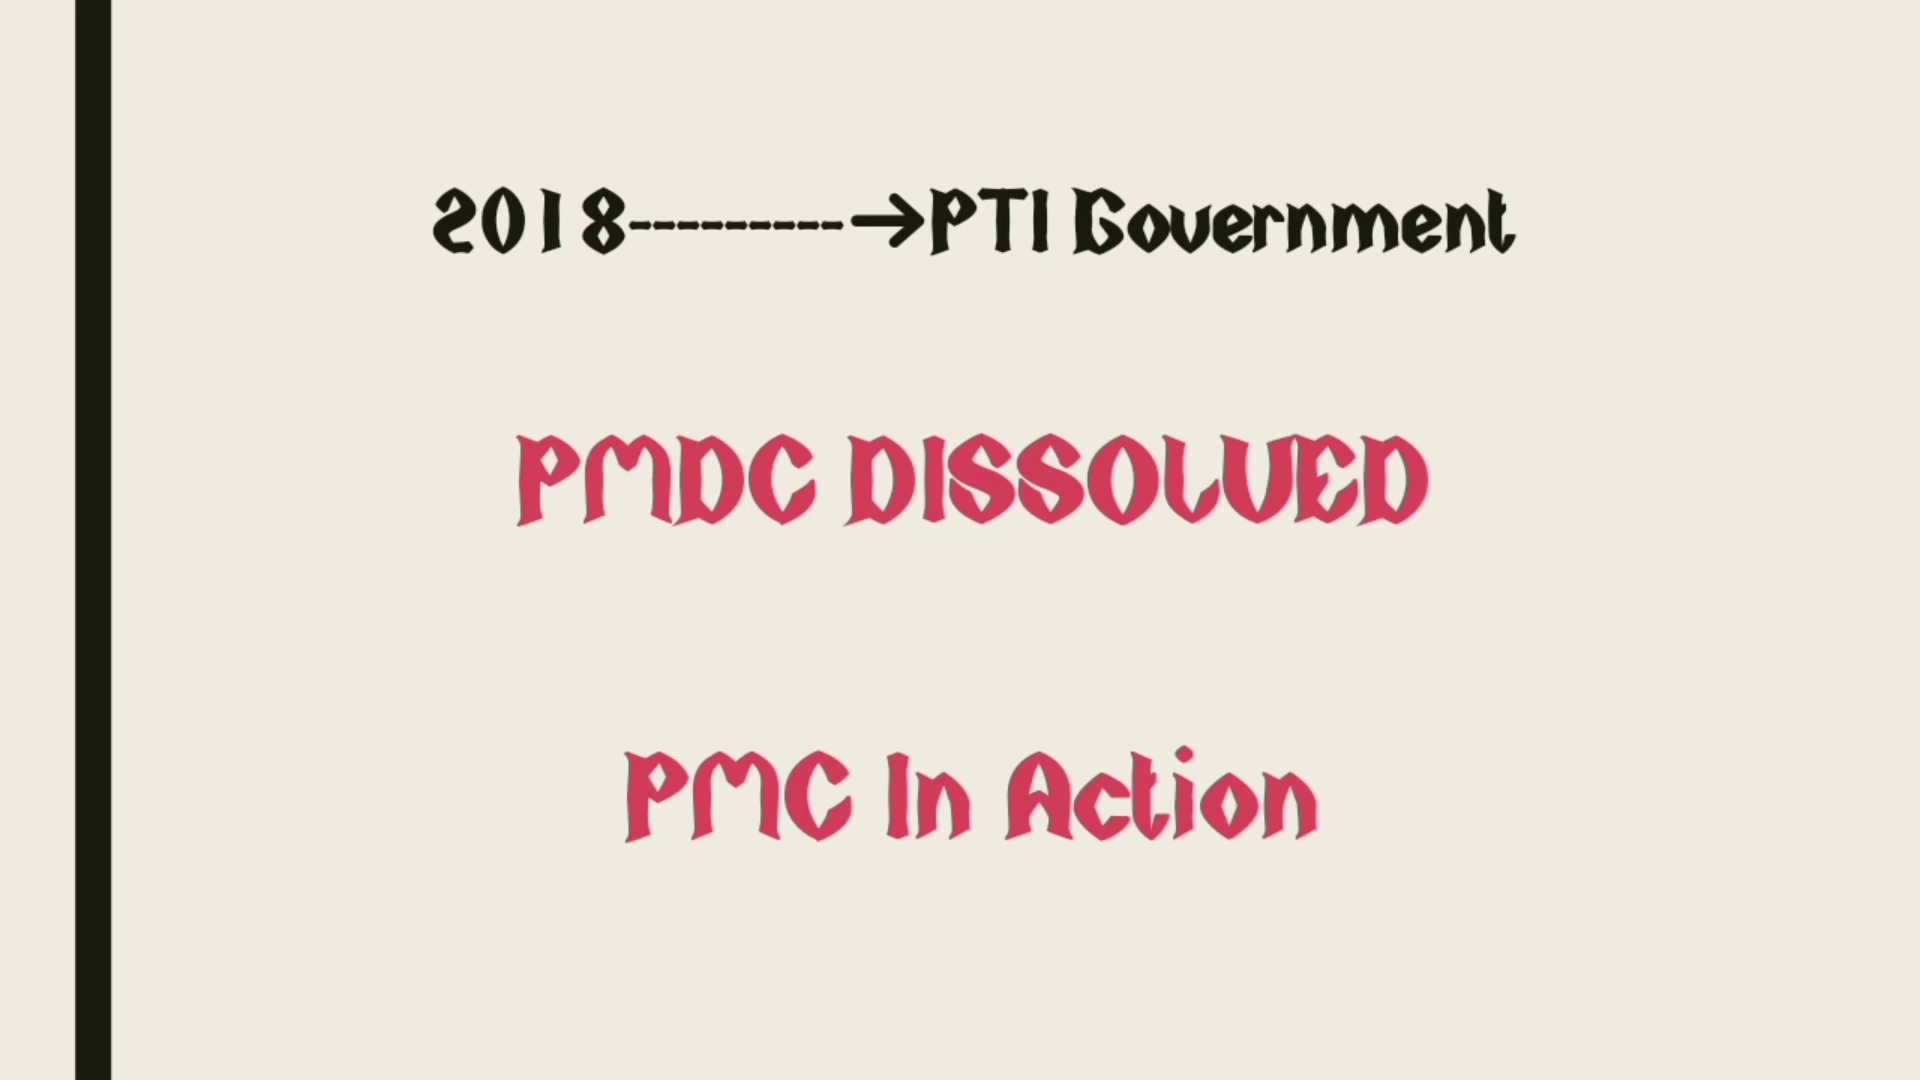 2018---------→PTI Government
PMDC DISSOLVED
PMC In Action